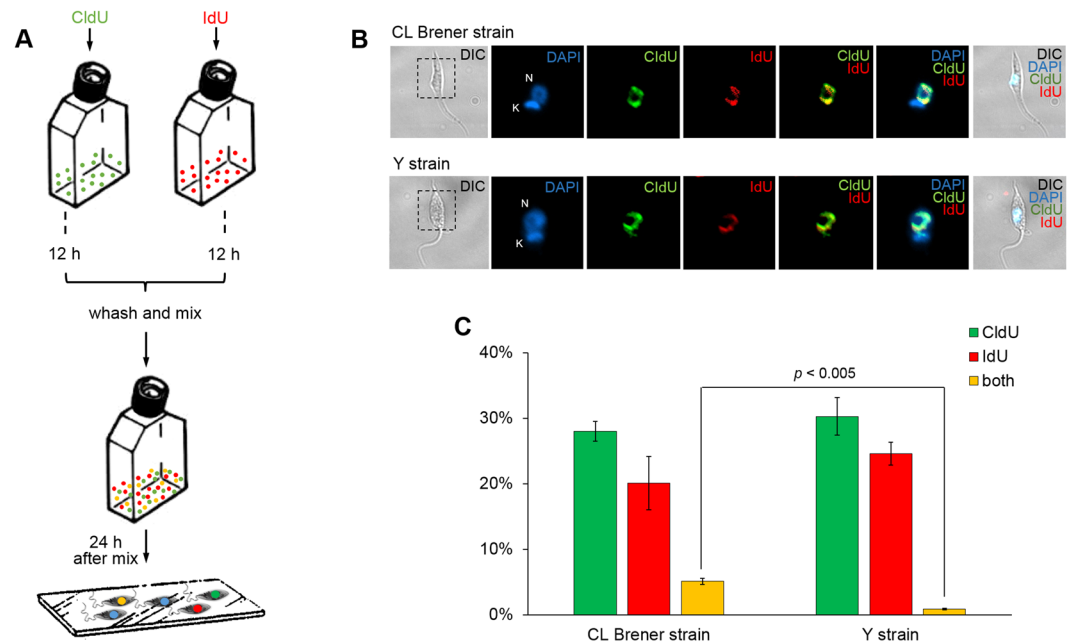 A
CldU
IdU
12 h
12 h
whash and mix
24 h
after mix
B
CL Brener strain
DIC
DAPI
N
K
CldU
IdU
CldU
IdU
DAPI
CldU
IdU
DIC
DAPI
CldU
IdU
Y strain
DIC
DAPI
N
K
CldU
IdU
CldU
IdU
DAPI
CldU
IdU
DIC
DAPI
CldU
IdU
C
CldU
IdU
both
p < 0.005
40%
30%
20%
10%
0%
CL Brener strain
Y strain